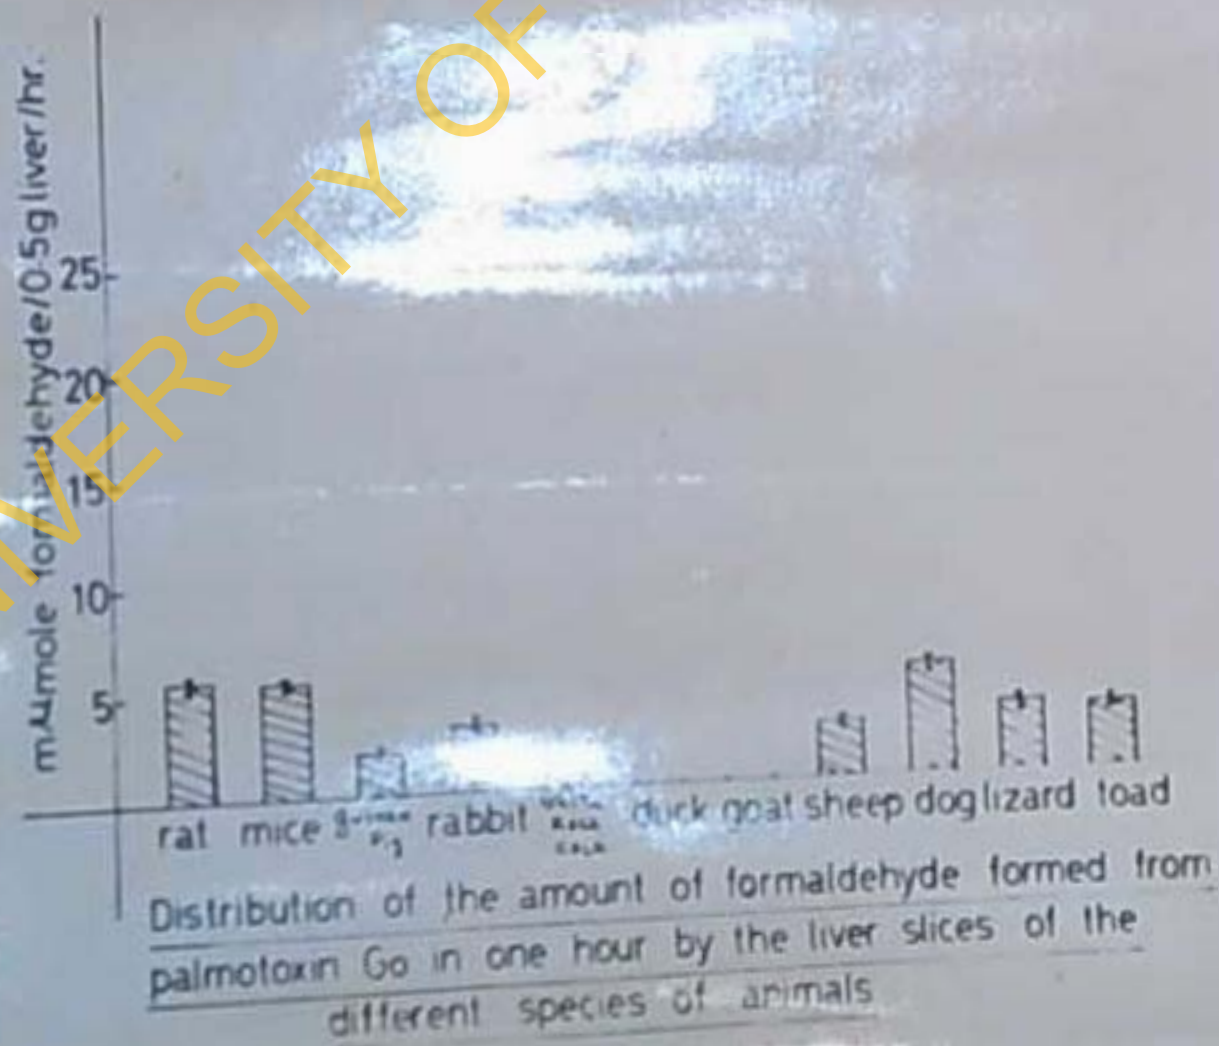 UNIVERSITY OF
mμmole formaldehyde/0.5g liver/hr.
25
20
15
10
5
rat mice guinea pig rabbit duck goat sheep dog lizard toad
Distribution of the amount of formaldehyde formed from
palmotoxin Go in one hour by the liver slices of the
different species of animals